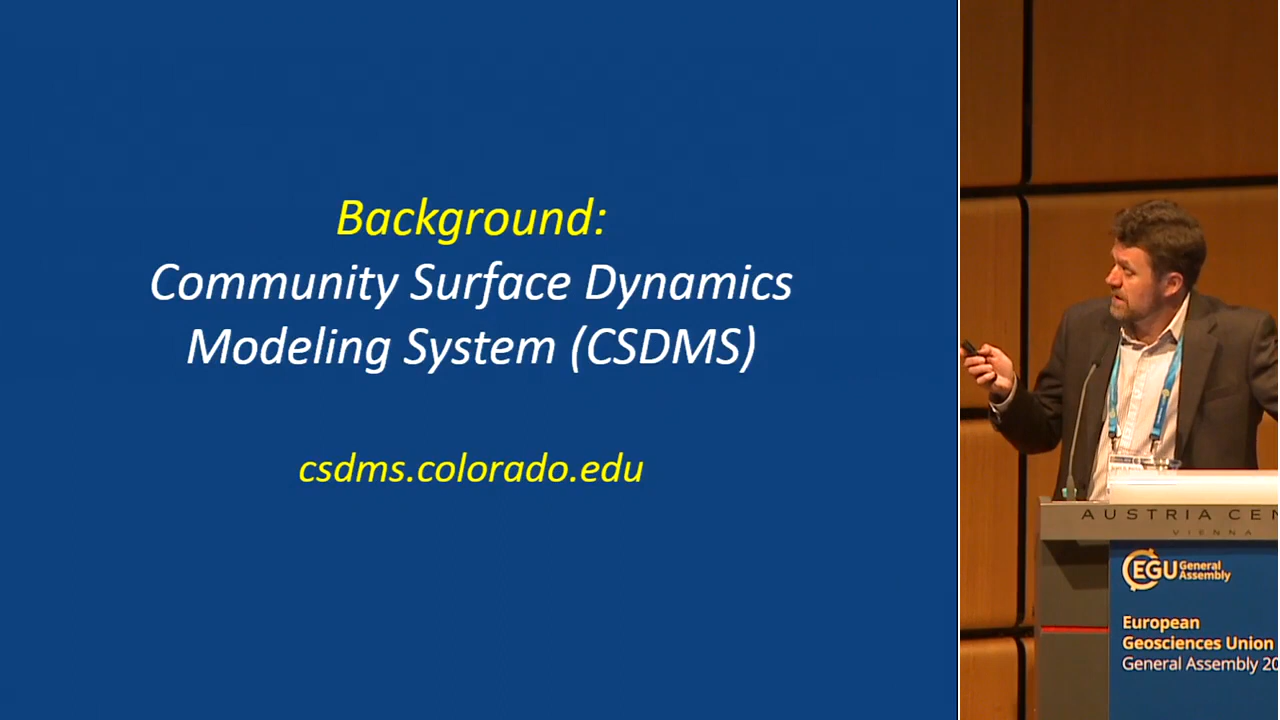 Background:
Community Surface Dynamics
Modeling System (CSDMS)
csdms.colorado.edu
AUSTRIA CEN
VIENNA
EGU General
Assembly
European
Geosciences Union
General Assembly 20